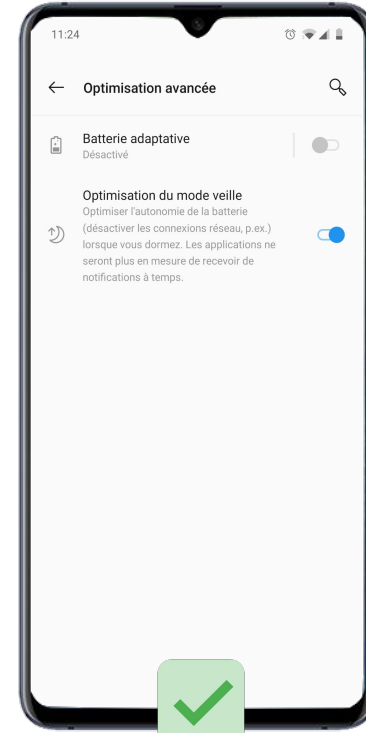 11:24
Optimisation avancée
Batterie adaptative
Désactivé
Optimisation du mode veille
Optimiser l'autonomie de la batterie
(désactiver les connexions réseau, p.ex.)
lorsque vous dormez. Les applications ne
seront plus en mesure de recevoir de
notifications à temps.